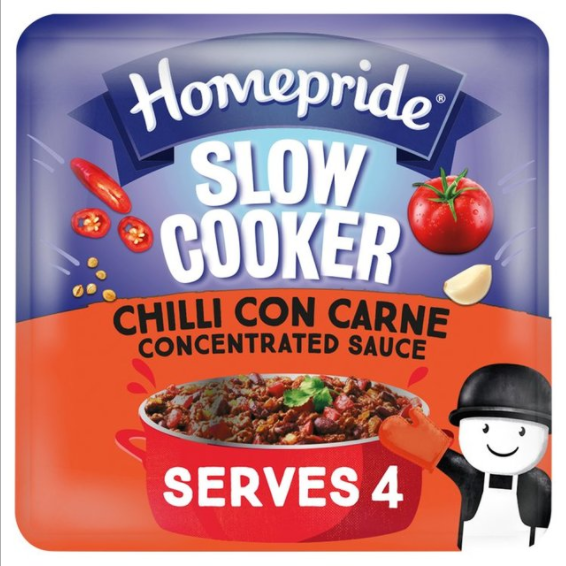 Homepride®
SLOW
COOKER
CHILLI CON CARNE
CONCENTRATED SAUCE
SERVES 4